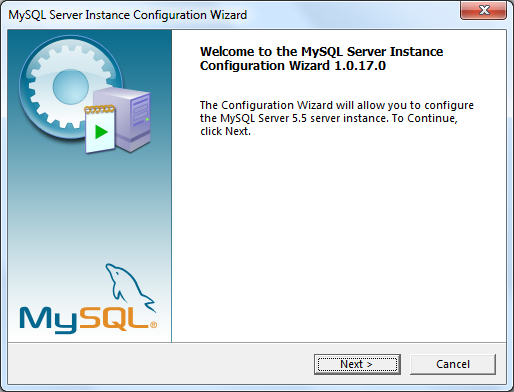 MySQL Server Instance Configuration Wizard
Welcome to the MySQL Server Instance
Configuration Wizard 1.0.17.0
The Configuration Wizard will allow you to configure
the MySQL Server 5.5 server instance. To Continue,
click Next.
MySQL®
Next >
Cancel